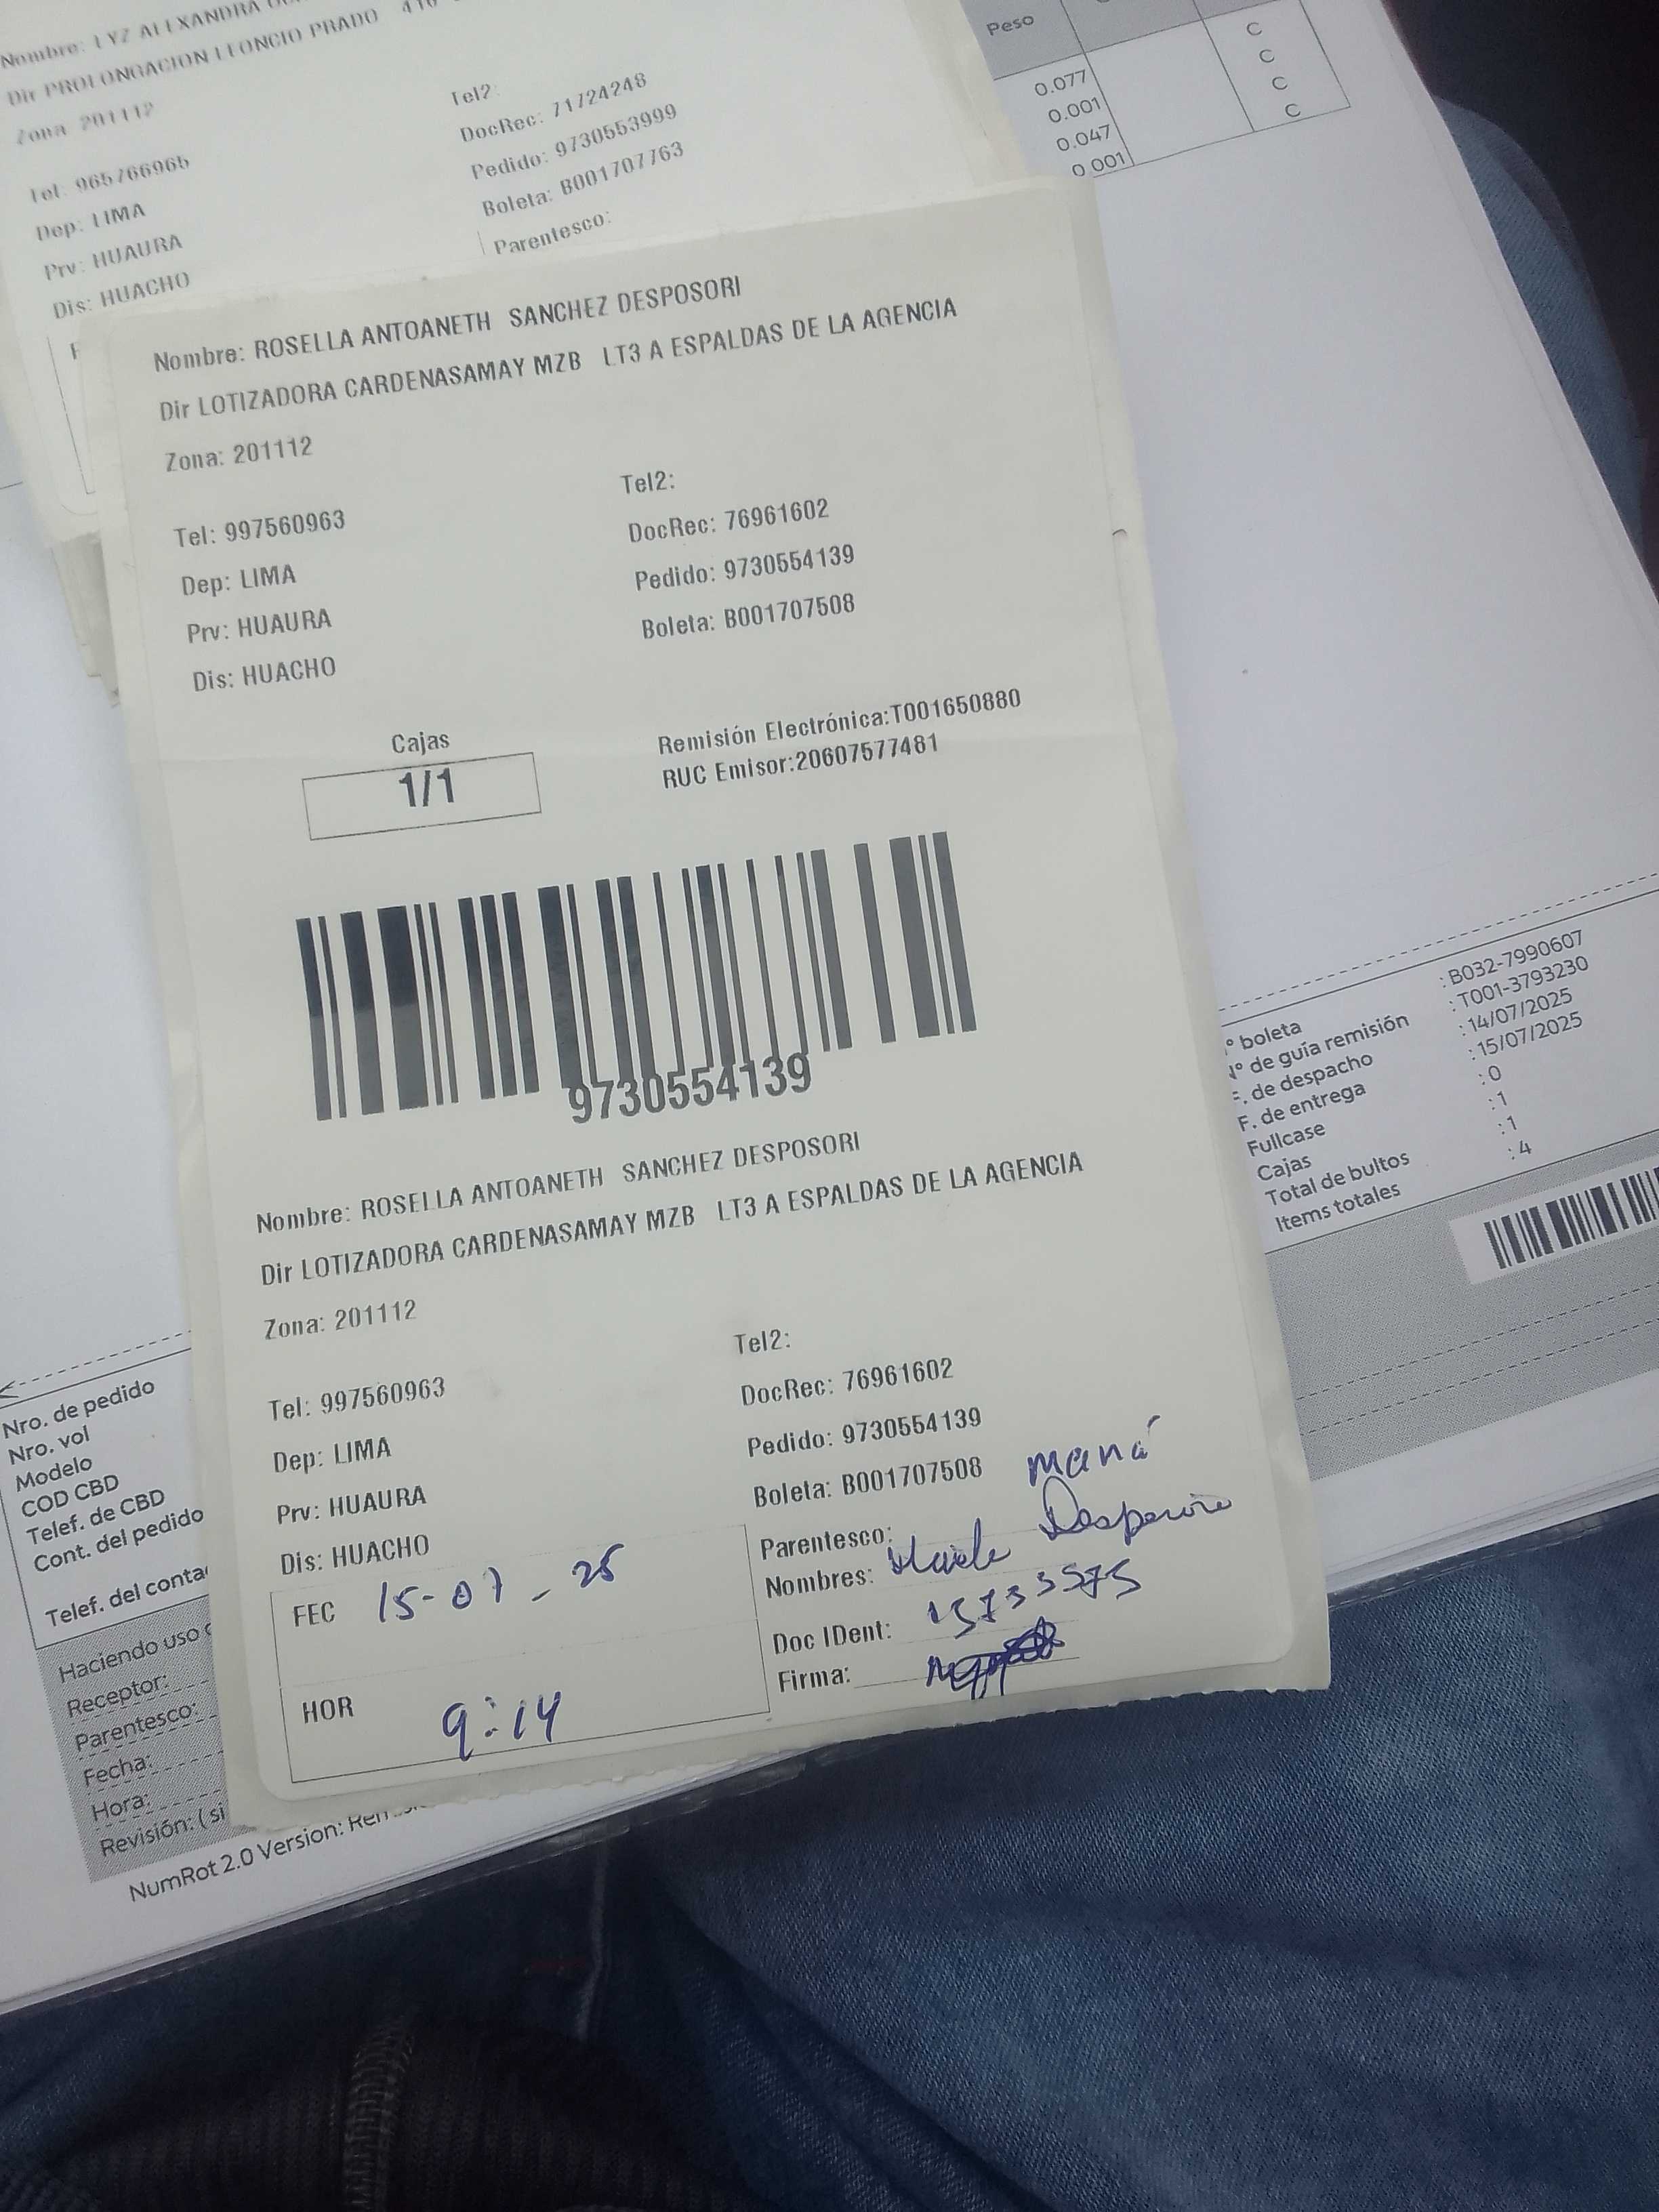 Nombre: LYZ ALEXANDRA
Dir PROLONGACION LEONCIO PRADO 410
Zona 201112
Tel2:
Tel: 965766965
DocRec: 71724248
Dep: LIMA
Pedido: 9730553999
Prv: HUAURA
Boleta: B001707763
Dis: HUACHO
Parentesco:
Peso
0.077
0.001
0.047
0.001
C
C
C
C
Nombre: ROSELLA ANTOANETH SANCHEZ DESPOSORI
Dir LOTIZADORA CARDENASAMAY MZB LT3 A ESPALDAS DE LA AGENCIA
Zona: 201112
Tel2:
Tel: 997560963
DocRec: 76961602
Dep: LIMA
Pedido: 9730554139
Prv: HUAURA
Boleta: B001707508
Dis: HUACHO
Cajas
1/1
Remisión Electrónica:T001650880
RUC Emisor:20607577481
9730554139
Nombre: ROSELLA ANTOANETH SANCHEZ DESPOSORI
Dir LOTIZADORA CARDENASAMAY MZB LT3 A ESPALDAS DE LA AGENCIA
Zona: 201112
Tel2:
Tel: 997560963
DocRec: 76961602
Dep: LIMA
Pedido: 9730554139
Prv: HUAURA
Boleta: B001707508
Dis: HUACHO
Parentesco: mamá
Nombres:
FEC 15-07-25
Doc IDent: 15733575
Firma:
HOR 9:14
N° boleta :B032-7990607
N° de guía remisión :T001-3793230
F. de despacho :14/07/2025
F. de entrega :15/07/2025
Fullcase :0
Cajas :1
Total de bultos :1
Items totales :4
Nro. de pedido
Nro. vol
Modelo
COD CBD
Telef. de CBD
Cont. del pedido
Telef. del conta
Haciendo uso
Receptor:
Parentesco:
Fecha:
Hora:
Revisión: ( si
NumRot 2.0 Version: